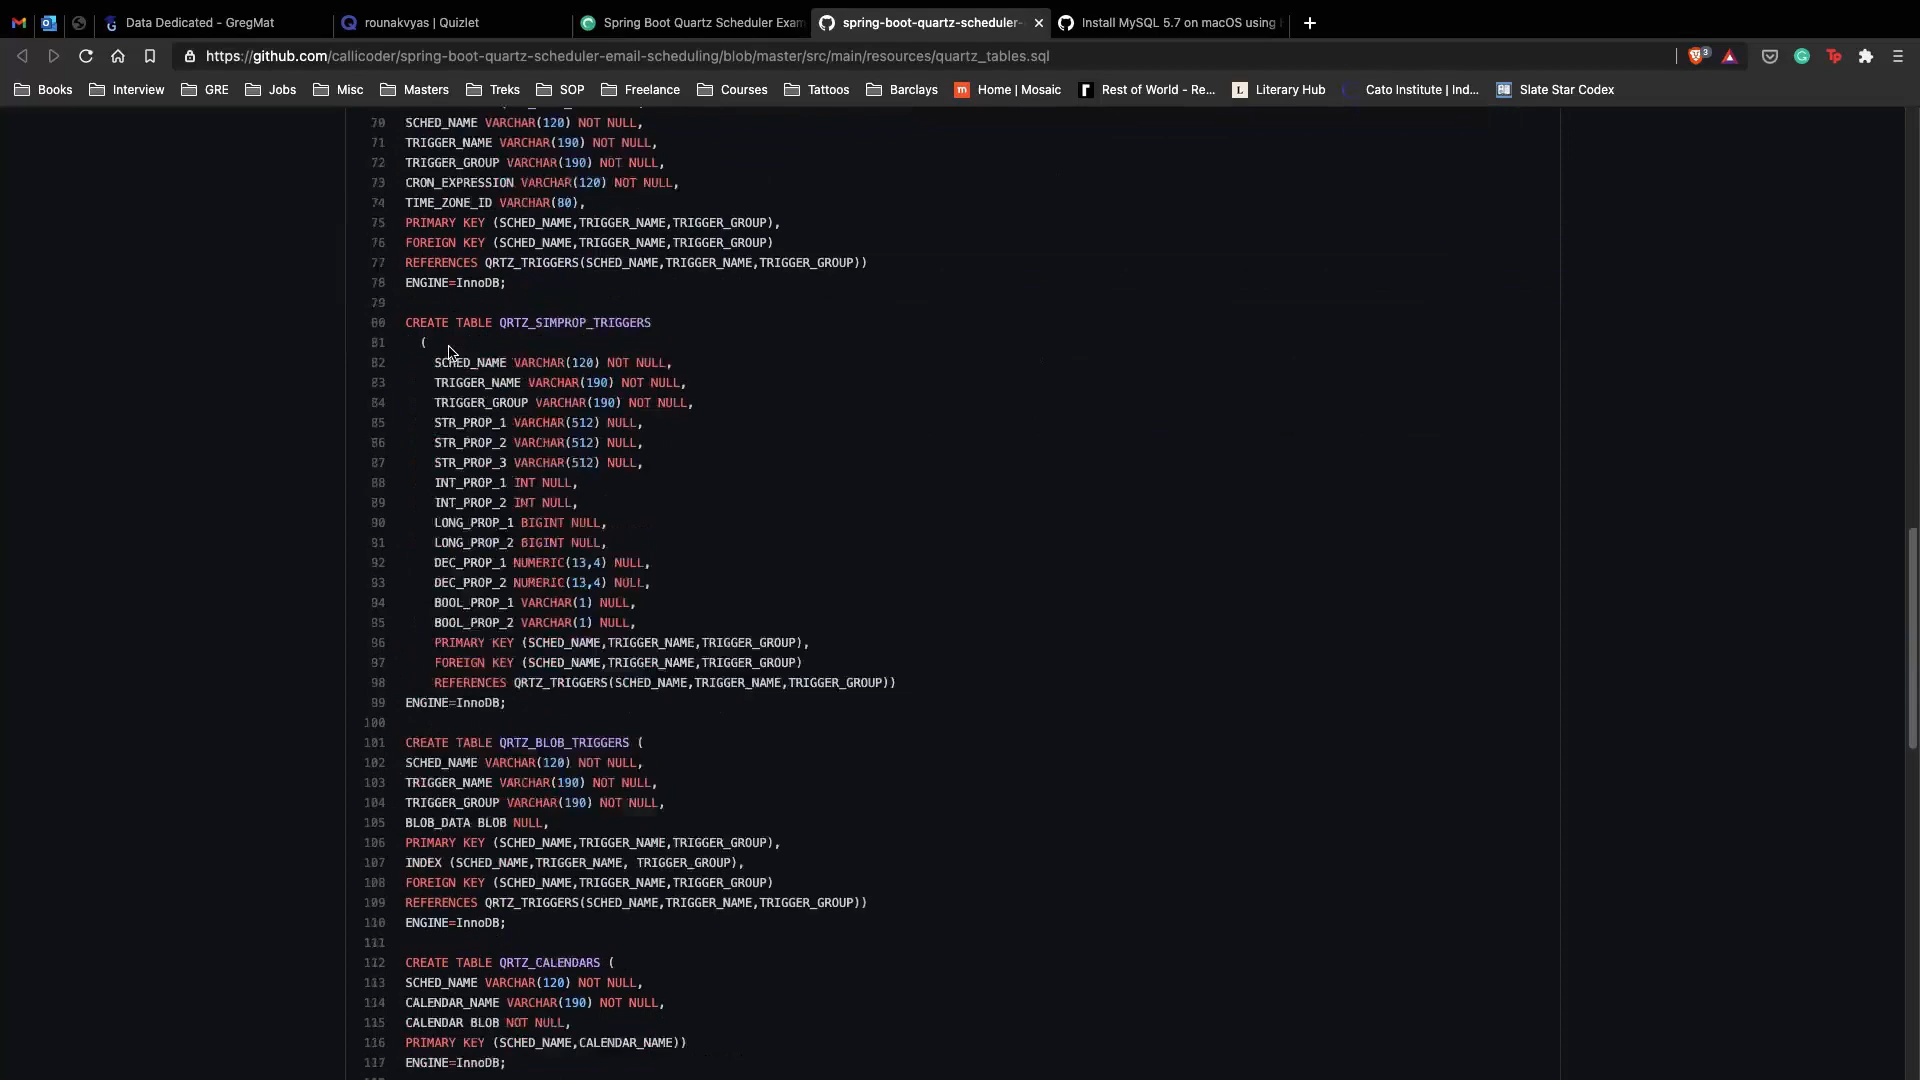 Data Dedicated - GregMat
rounakvyas | Quizlet
Spring Boot Quartz Scheduler Exam
spring-boot-quartz-scheduler-
Install MySQL 5.7 on macOS using
https://github.com/callicoder/spring-boot-quartz-scheduler-email-scheduling/blob/master/src/main/resources/quartz_tables.sql
3
Tp
Books
Interview
GRE
Jobs
Misc
Masters
Treks
SOP
Freelance
Courses
Tattoos
Barclays
Home | Mosaic
Rest of World - Re...
Literary Hub
Cato Institute | Ind...
Slate Star Codex
70 SCHED_NAME VARCHAR(120) NOT NULL,
71 TRIGGER_NAME VARCHAR(190) NOT NULL,
72 TRIGGER_GROUP VARCHAR(190) NOT NULL,
73 CRON_EXPRESSION VARCHAR(120) NOT NULL,
74 TIME_ZONE_ID VARCHAR(80),
75 PRIMARY KEY (SCHED_NAME,TRIGGER_NAME,TRIGGER_GROUP),
76 FOREIGN KEY (SCHED_NAME,TRIGGER_NAME,TRIGGER_GROUP)
77 REFERENCES QRTZ_TRIGGERS(SCHED_NAME,TRIGGER_NAME,TRIGGER_GROUP))
78 ENGINE=InnoDB;
79
80 CREATE TABLE QRTZ_SIMPROP_TRIGGERS
81 (
82 SCHED_NAME VARCHAR(120) NOT NULL,
83 TRIGGER_NAME VARCHAR(190) NOT NULL,
84 TRIGGER_GROUP VARCHAR(190) NOT NULL,
85 STR_PROP_1 VARCHAR(512) NULL,
86 STR_PROP_2 VARCHAR(512) NULL,
87 STR_PROP_3 VARCHAR(512) NULL,
88 INT_PROP_1 INT NULL,
89 INT_PROP_2 INT NULL,
90 LONG_PROP_1 BIGINT NULL,
91 LONG_PROP_2 BIGINT NULL,
92 DEC_PROP_1 NUMERIC(13,4) NULL,
93 DEC_PROP_2 NUMERIC(13,4) NULL,
94 BOOL_PROP_1 VARCHAR(1) NULL,
95 BOOL_PROP_2 VARCHAR(1) NULL,
96 PRIMARY KEY (SCHED_NAME,TRIGGER_NAME,TRIGGER_GROUP),
97 FOREIGN KEY (SCHED_NAME,TRIGGER_NAME,TRIGGER_GROUP)
98 REFERENCES QRTZ_TRIGGERS(SCHED_NAME,TRIGGER_NAME,TRIGGER_GROUP))
99 ENGINE=InnoDB;
100
101 CREATE TABLE QRTZ_BLOB_TRIGGERS (
102 SCHED_NAME VARCHAR(120) NOT NULL,
103 TRIGGER_NAME VARCHAR(190) NOT NULL,
104 TRIGGER_GROUP VARCHAR(190) NOT NULL,
105 BLOB_DATA BLOB NULL,
106 PRIMARY KEY (SCHED_NAME,TRIGGER_NAME,TRIGGER_GROUP),
107 INDEX (SCHED_NAME,TRIGGER_NAME, TRIGGER_GROUP),
108 FOREIGN KEY (SCHED_NAME,TRIGGER_NAME,TRIGGER_GROUP)
109 REFERENCES QRTZ_TRIGGERS(SCHED_NAME,TRIGGER_NAME,TRIGGER_GROUP))
110 ENGINE=InnoDB;
111
112 CREATE TABLE QRTZ_CALENDARS (
113 SCHED_NAME VARCHAR(120) NOT NULL,
114 CALENDAR_NAME VARCHAR(190) NOT NULL,
115 CALENDAR BLOB NOT NULL,
116 PRIMARY KEY (SCHED_NAME,CALENDAR_NAME))
117 ENGINE=InnoDB;